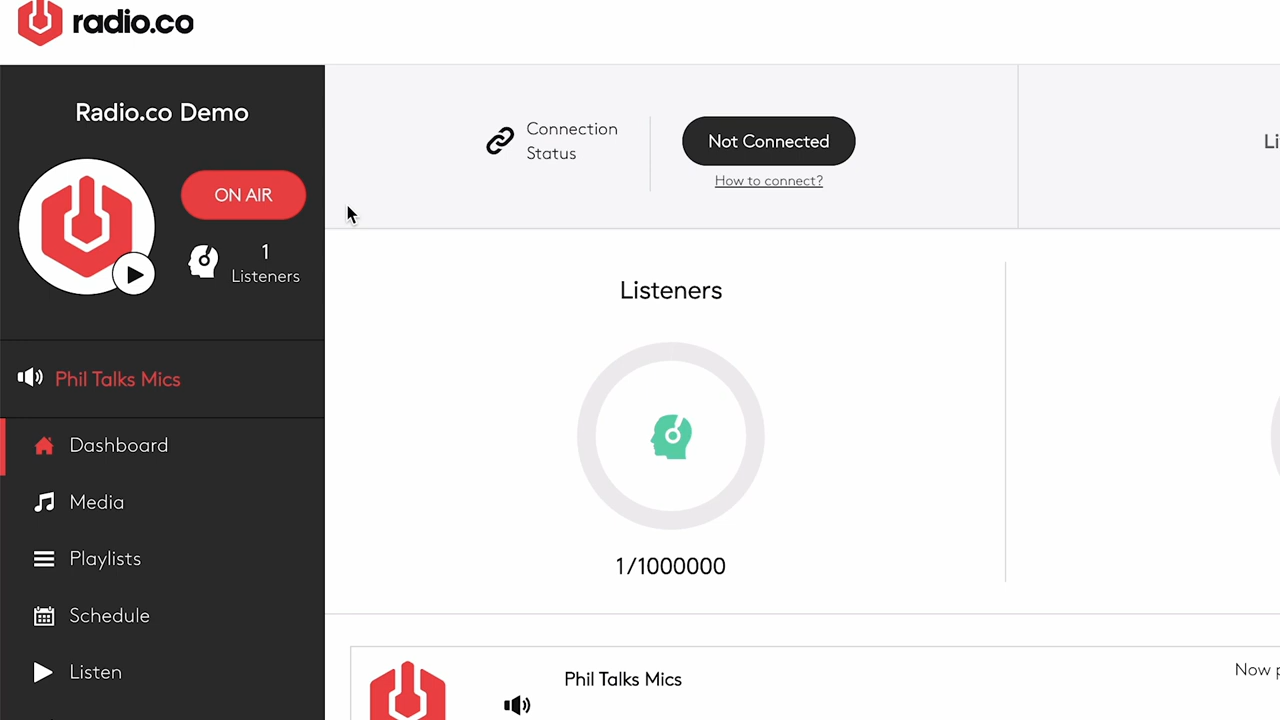 radio.co
Radio.co Demo
ON AIR
1
Listeners
Phil Talks Mics
Dashboard
Media
Playlists
Schedule
Listen
Connection
Status
Not Connected
How to connect?
Listeners
1/1000000
Phil Talks Mics
Now